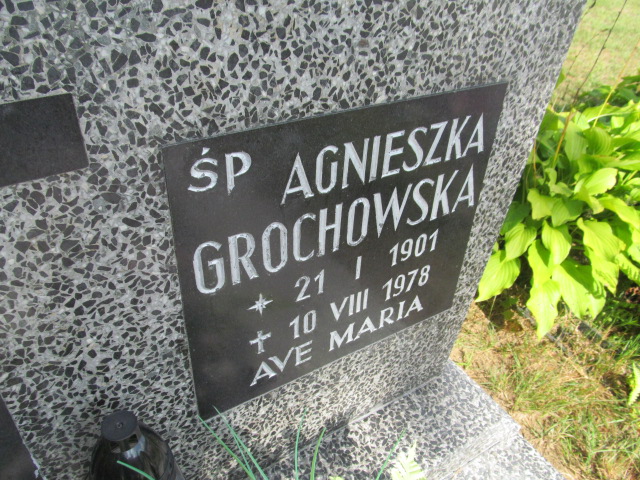 ŚP AGNIESZKA
GROCHOWSKA
* 21 I 1901
† 10 VIII 1978
AVE MARIA